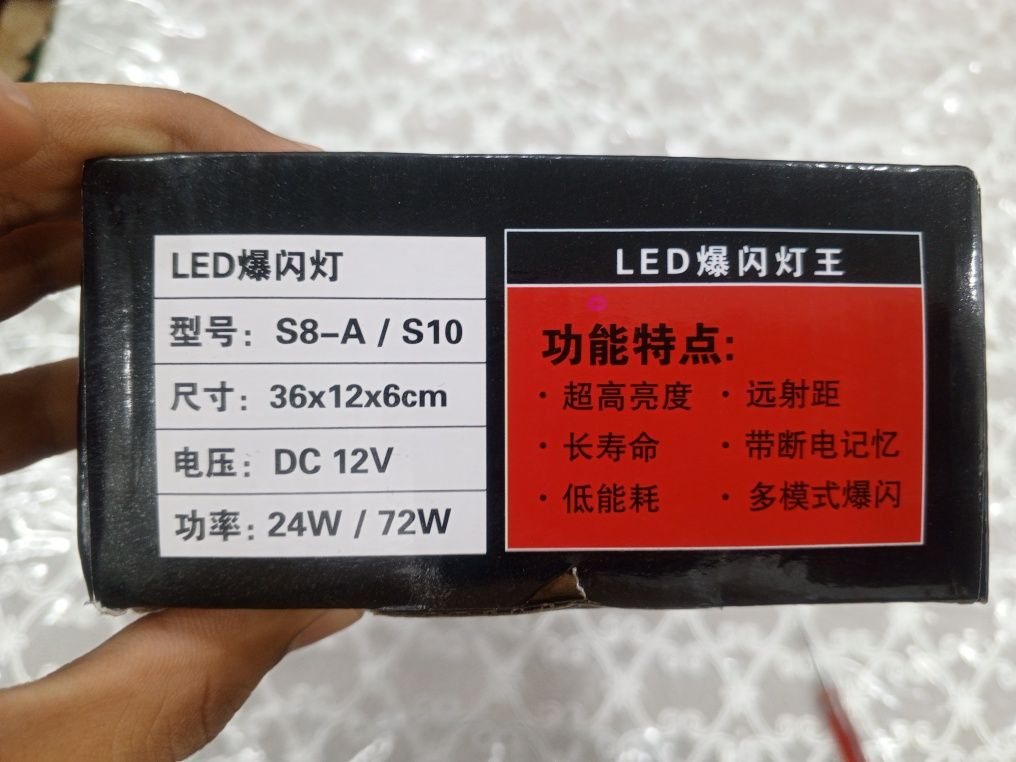 LED爆闪灯
型号: S8-A / S10
尺寸: 36x12x6cm
电压: DC 12V
功率: 24W / 72W
LED爆闪灯王
功能特点:
· 超高亮度 · 远射距
· 长寿命 · 带断电记忆
· 低能耗 · 多模式爆闪